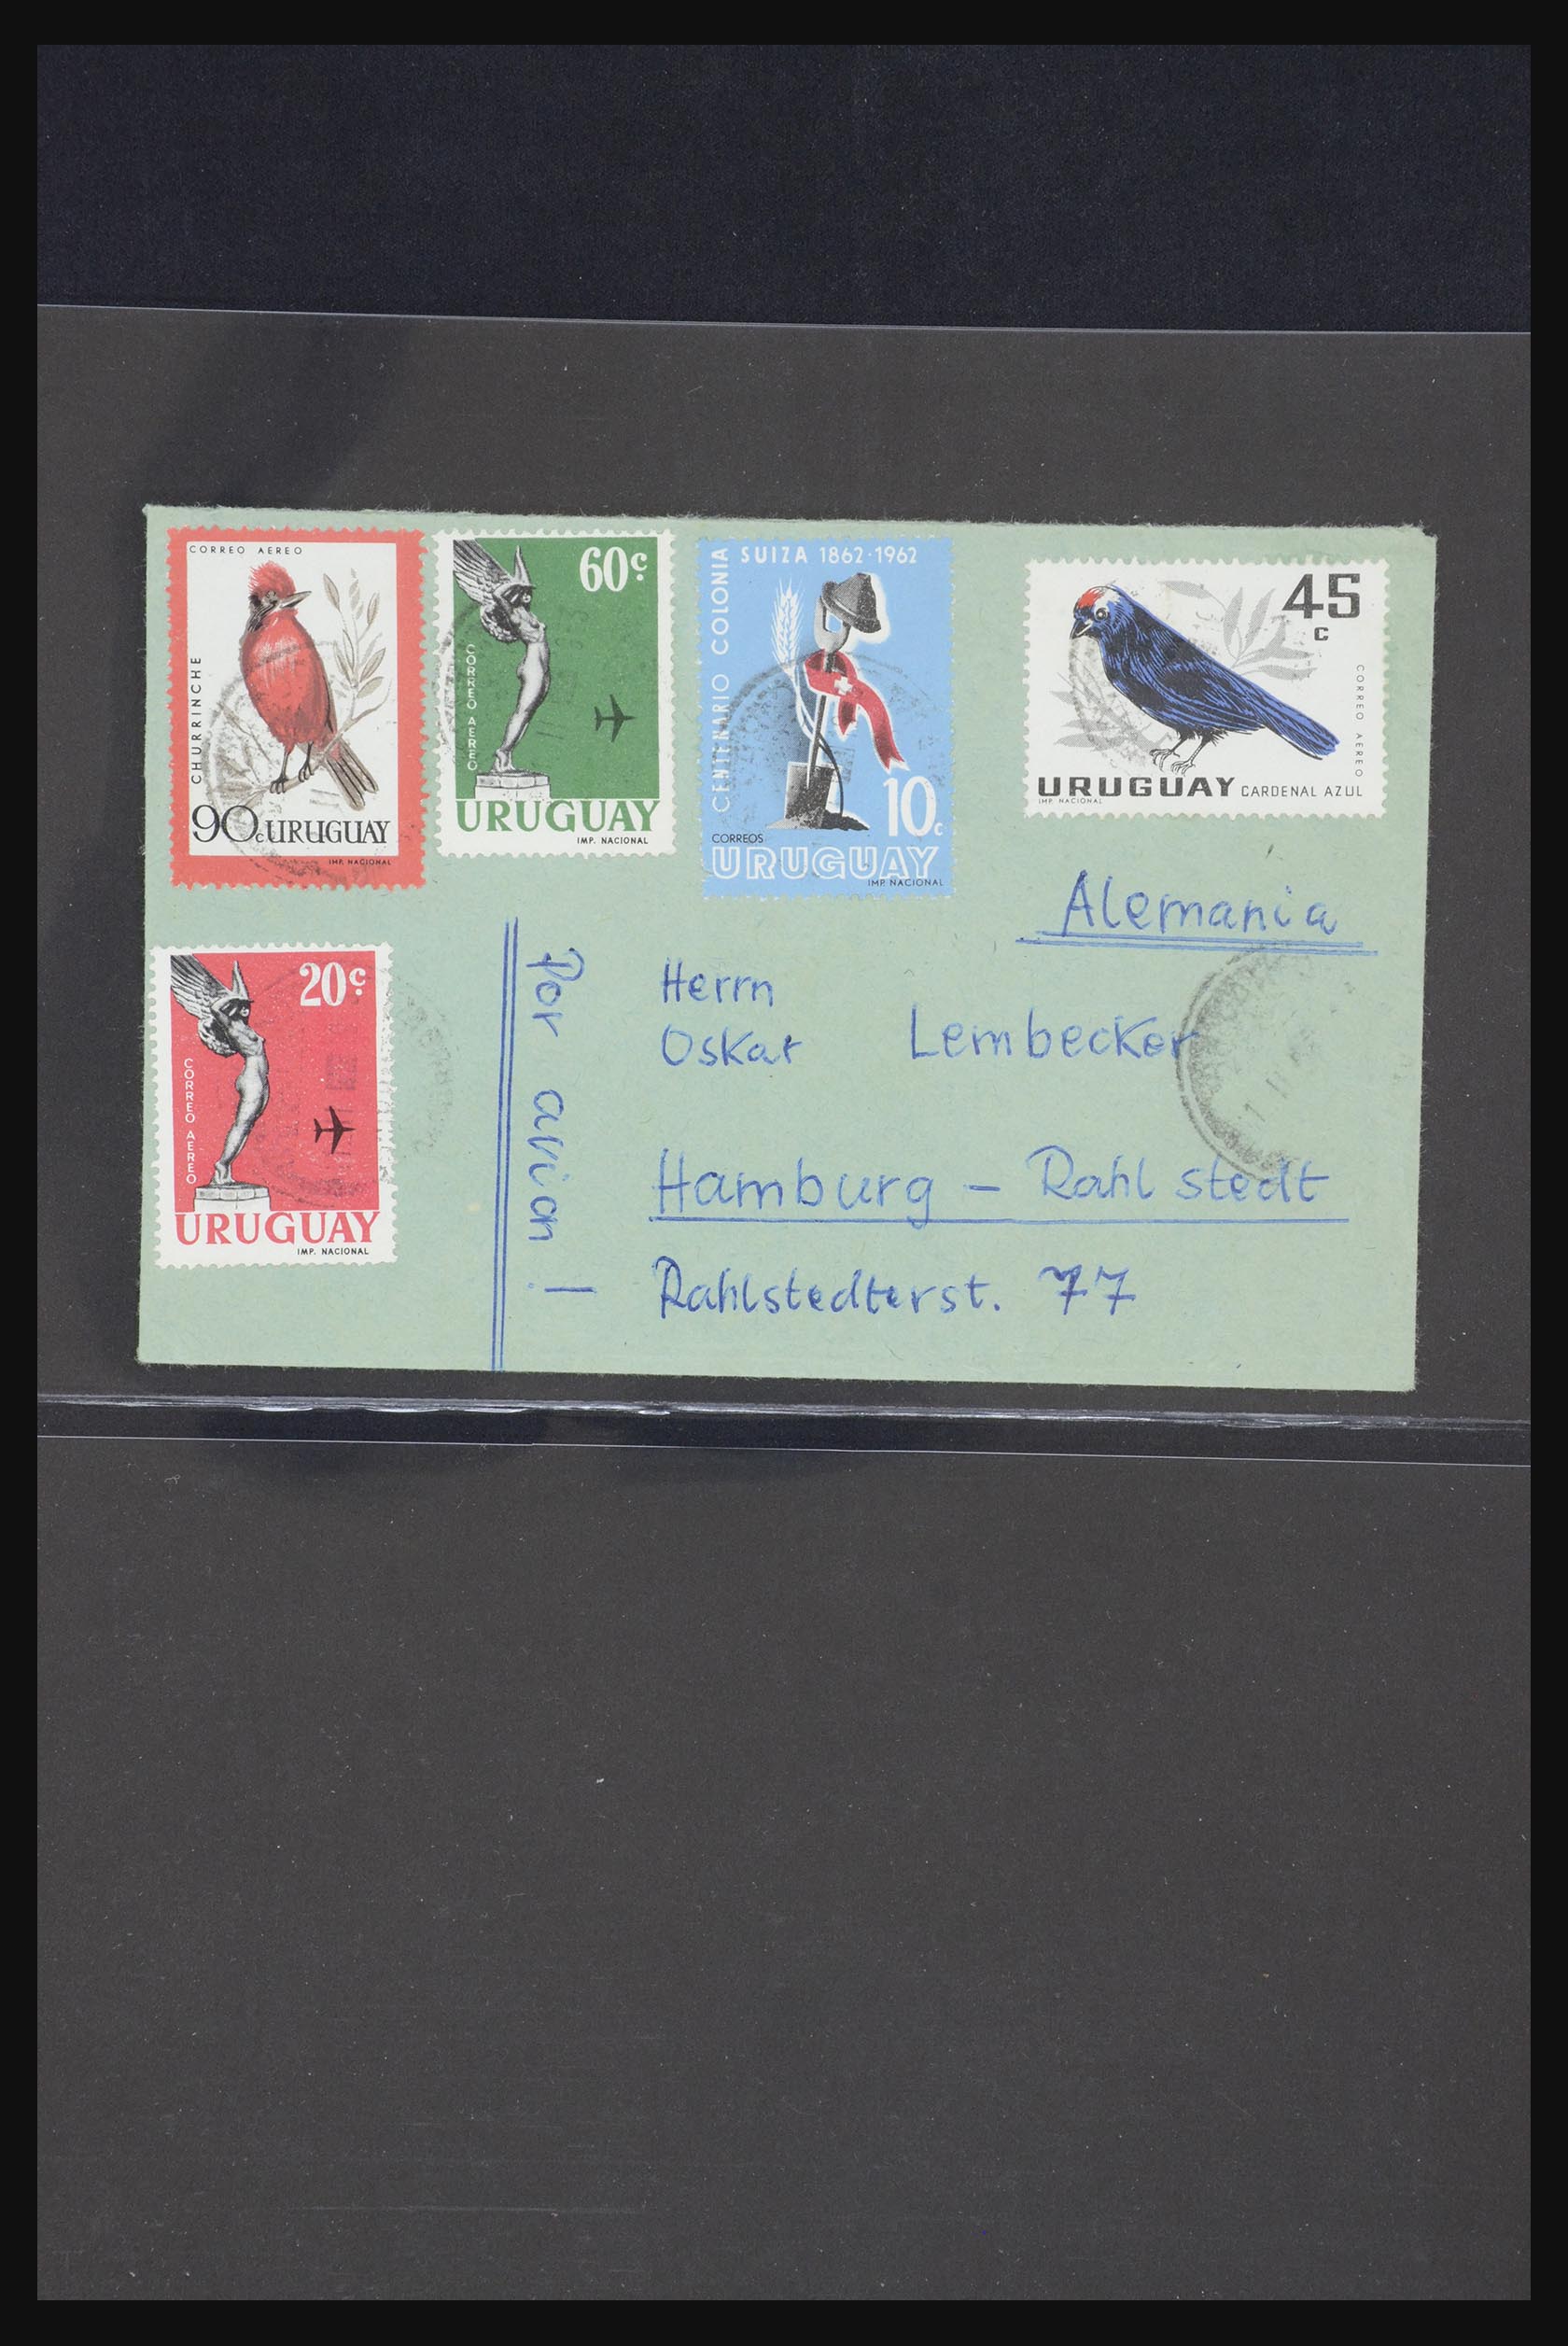 CORREO AEREO
CHURRINCHE
90c URUGUAY
IMP. NACIONAL
60c.
CORREO AEREO
URUGUAY
IMP. NACIONAL
SUIZA 1862-1962
CENTENARIO COLONIA
10c
CORREOS
URUGUAY
IMP. NACIONAL
45
c
CORREO AEREO
URUGUAY CARDENAL AZUL
IMP. NACIONAL
20c.
CORREO AEREO
URUGUAY
IMP. NACIONAL
Por avion!
Alemania
Herrn
Oskar Lembecker
Hamburg – Rahlstedt
Rahlstedterst. 77